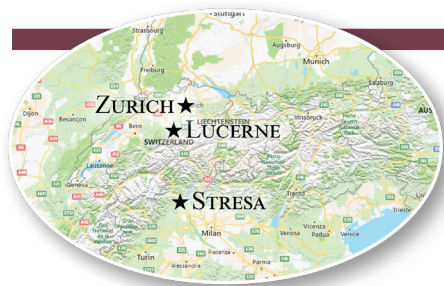 Stuttgart
Strasbourg
Augsburg
Munich
Freiburg
Salzburg
ZURICH
Dijon
Besançon
LIECHTENSTEIN
Innsbruck
AUS
Bern
LUCERNE
SWITZERLAND
Lausanne
Geneva
STRESA
Trento
Trieste
Milan
Verona
Vicenza
Padua
Venice
Turin
Piacenza
Alessandria
Parma